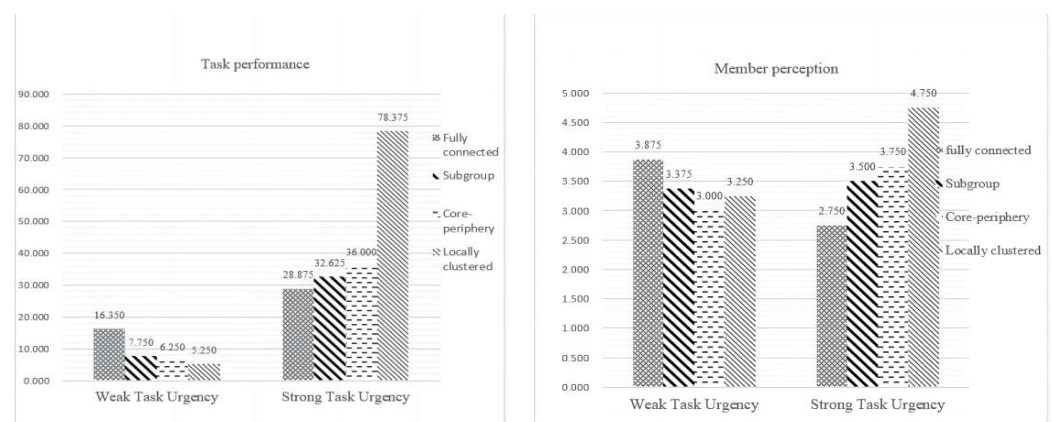 Task performance
90.000
80.000
70.000
60.000
50.000
40.000
30.000
20.000
10.000
0.000
16.350
7.750
6.250
5.250
28.875
32.625
36.000
78.375
Weak Task Urgency
Strong Task Urgency
Fully
connected
Subgroup
Core-
periphery
Locally
clustered
Member perception
5.000
4.500
4.000
3.500
3.000
2.500
2.000
1.500
1.000
0.500
0.000
3.875
3.375
3.000
3.250
2.750
3.500
3.750
4.750
Weak Task Urgency
Strong Task Urgency
fully connected
Subgroup
Core-periphery
Locally clustered